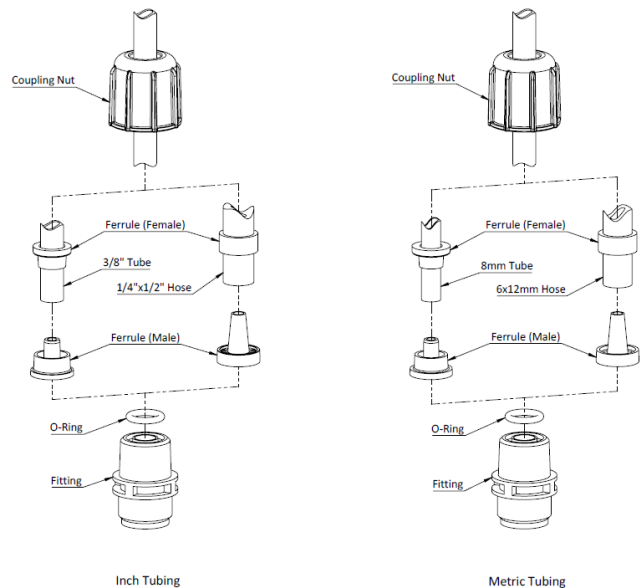 Coupling Nut
Ferrule (Female)
3/8" Tube
1/4"x1/2" Hose
Ferrule (Male)
O-Ring
Fitting
Inch Tubing
Coupling Nut
Ferrule (Female)
8mm Tube
6x12mm Hose
Ferrule (Male)
O-Ring
Fitting
Metric Tubing